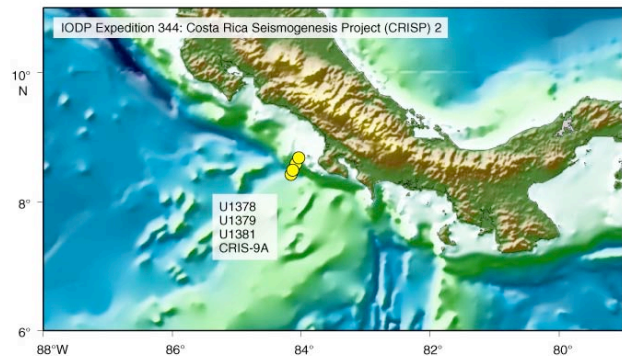 IODP Expedition 344: Costa Rica Seismogenesis Project (CRISP) 2
10°
N
8°
6°
U1378
U1379
U1381
CRIS-9A
88°W
86°
84°
82°
80°